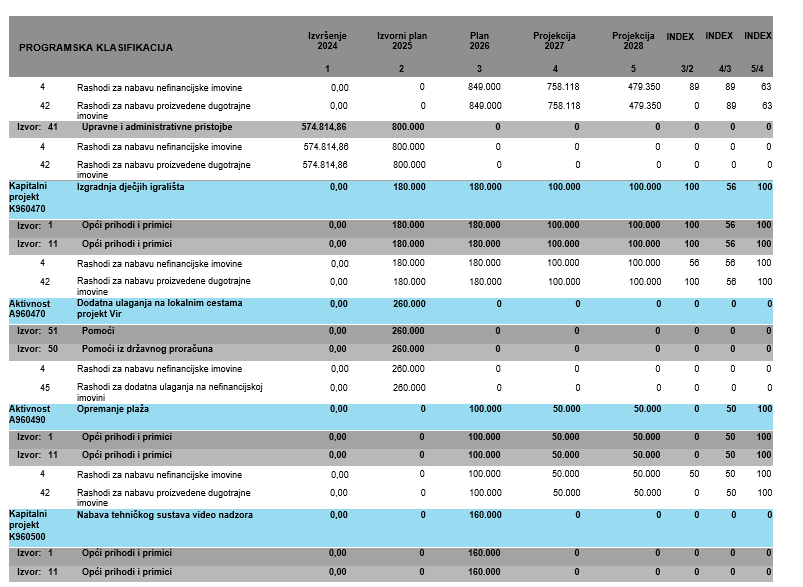 PROGRAMSKA KLASIFIKACIJA Izvršenje 2024 Izvorni plan 2025 Plan 2026 Projekcija 2027 Projekcija 2028 INDEX INDEX INDEX
1 2 3 4 5 3/2 4/3 5/4
4 Rashodi za nabavu nefinancijske imovine 0,00 0 849.000 758.118 479.350 89 89 63
42 Rashodi za nabavu proizvedene dugotrajne imovine 0,00 0 849.000 758.118 479.350 0 89 63
Izvor: 41 Upravne i administrativne pristojbe 574.814,86 800.000 0 0 0 0 0 0
4 Rashodi za nabavu nefinancijske imovine 574.814,86 800.000 0 0 0 0 0 0
42 Rashodi za nabavu proizvedene dugotrajne imovine 574.814,86 800.000 0 0 0 0 0 0
Kapitalni projekt K960470 Izgradnja dječjih igrališta 0,00 180.000 180.000 100.000 100.000 100 56 100
Izvor: 1 Opći prihodi i primici 0,00 180.000 180.000 100.000 100.000 100 56 100
Izvor: 11 Opći prihodi i primici 0,00 180.000 180.000 100.000 100.000 100 56 100
4 Rashodi za nabavu nefinancijske imovine 0,00 180.000 180.000 100.000 100.000 56 56 100
42 Rashodi za nabavu proizvedene dugotrajne imovine 0,00 180.000 180.000 100.000 100.000 100 56 100
Aktivnost A960470 Dodatna ulaganja na lokalnim cestama projekt Vir 0,00 260.000 0 0 0 0 0 0
Izvor: 51 Pomoći 0,00 260.000 0 0 0 0 0 0
Izvor: 50 Pomoći iz državnog proračuna 0,00 260.000 0 0 0 0 0 0
4 Rashodi za nabavu nefinancijske imovine 0,00 260.000 0 0 0 0 0 0
45 Rashodi za dodatna ulaganja na nefinancijskoj imovini 0,00 260.000 0 0 0 0 0 0
Aktivnost A960490 Opremanje plaža 0,00 0 100.000 50.000 50.000 0 50 100
Izvor: 1 Opći prihodi i primici 0,00 0 100.000 50.000 50.000 0 50 100
Izvor: 11 Opći prihodi i primici 0,00 0 100.000 50.000 50.000 0 50 100
4 Rashodi za nabavu nefinancijske imovine 0,00 0 100.000 50.000 50.000 50 50 100
42 Rashodi za nabavu proizvedene dugotrajne imovine 0,00 0 100.000 50.000 50.000 0 50 100
Kapitalni projekt K960500 Nabava tehničkog sustava video nadzora 0,00 0 160.000 0 0 0 0 0
Izvor: 1 Opći prihodi i primici 0,00 0 160.000 0 0 0 0 0
Izvor: 11 Opći prihodi i primici 0,00 0 160.000 0 0 0 0 0